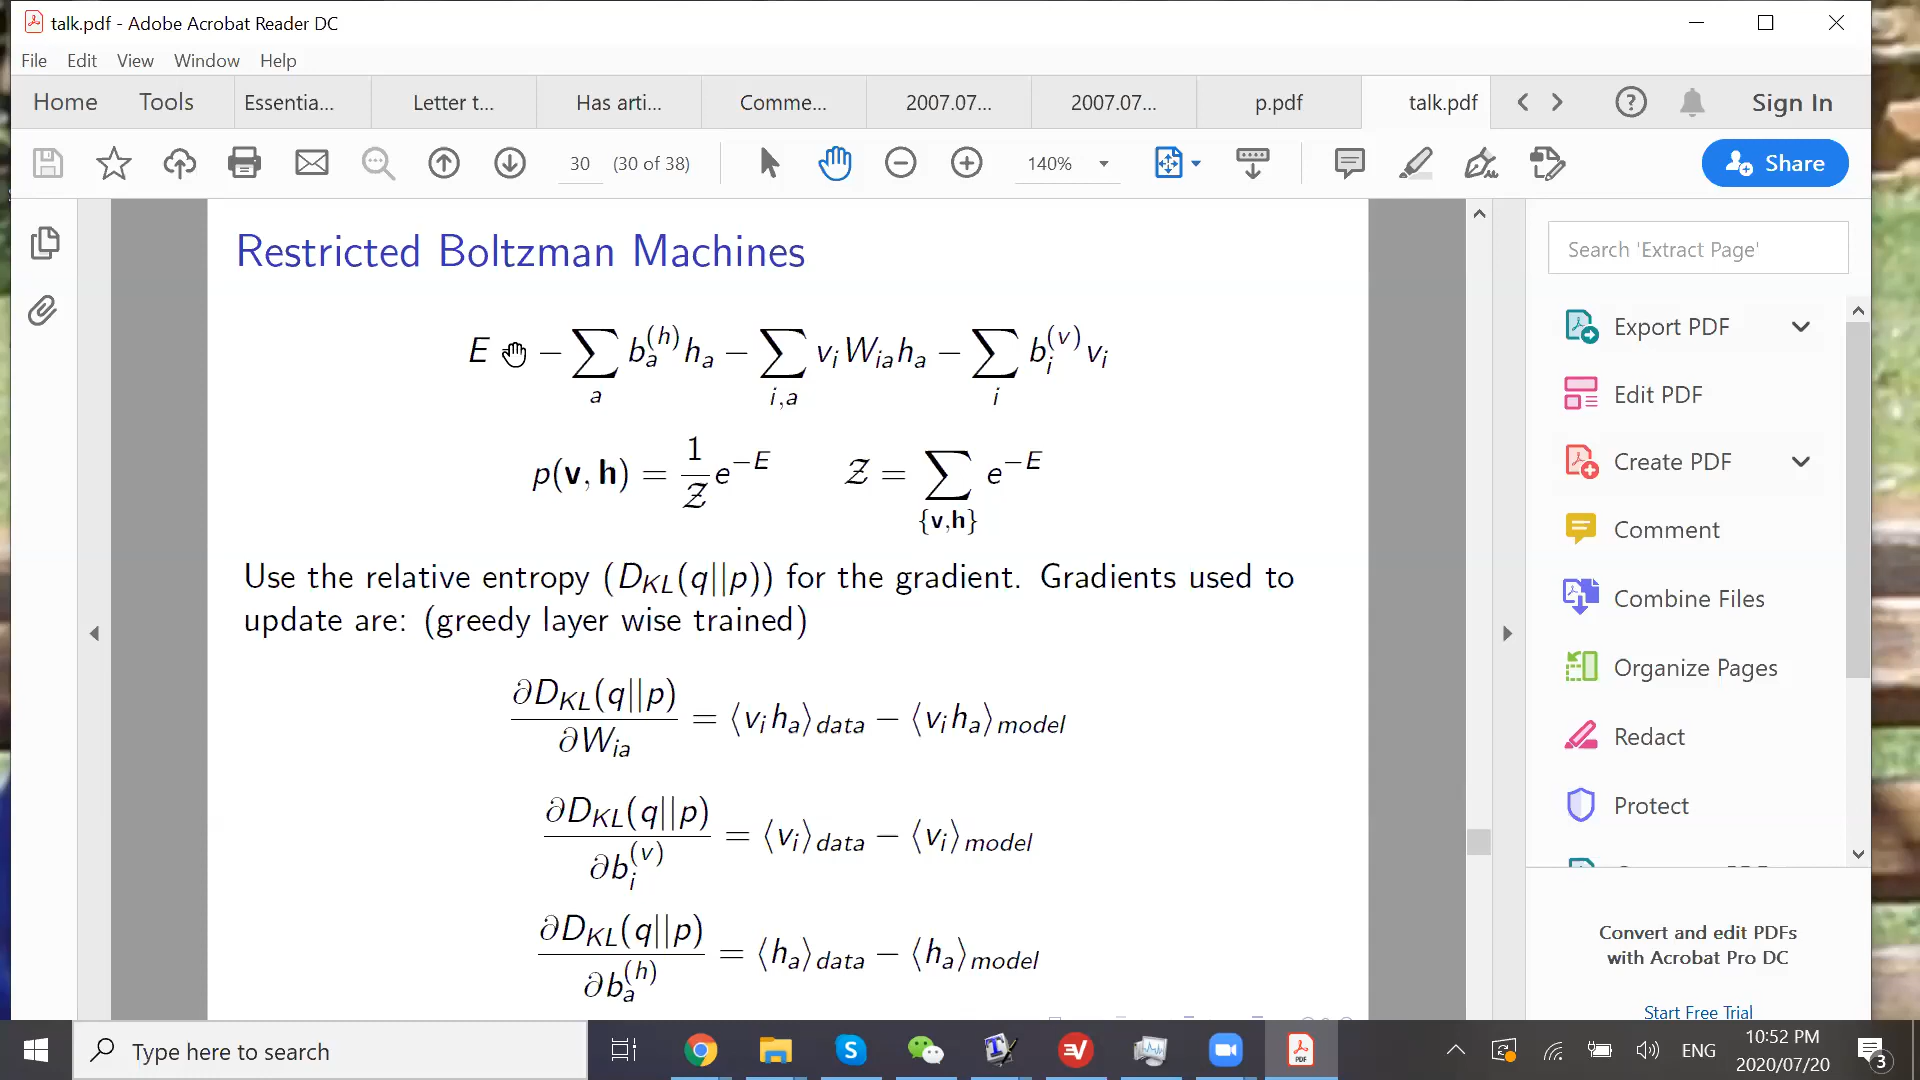 talk.pdf - Adobe Acrobat Reader DC
File Edit View Window Help
Home Tools Essentia... Letter t... Has arti... Comme... 2007.07... 2007.07... p.pdf talk.pdf Sign In
30 (30 of 38) 140% Share
Restricted Boltzman Machines
E − ∑_a b_a^(h) h_a − ∑_{i,a} v_i W_{ia} h_a − ∑_i b_i^(v) v_i
p(v, h) = 1/Z e^{−E} Z = ∑_{{v,h}} e^{−E}
Use the relative entropy (D_KL(q||p)) for the gradient. Gradients used to
update are: (greedy layer wise trained)
∂D_KL(q||p)/∂W_ia = ⟨v_i h_a⟩_data − ⟨v_i h_a⟩_model
∂D_KL(q||p)/∂b_i^(v) = ⟨v_i⟩_data − ⟨v_i⟩_model
∂D_KL(q||p)/∂b_a^(h) = ⟨h_a⟩_data − ⟨h_a⟩_model
Search 'Extract Page'
Export PDF
Edit PDF
Create PDF
Comment
Combine Files
Organize Pages
Redact
Protect
Convert and edit PDFs
with Acrobat Pro DC
Start Free Trial
Type here to search
ENG
10:52 PM
2020/07/20
3